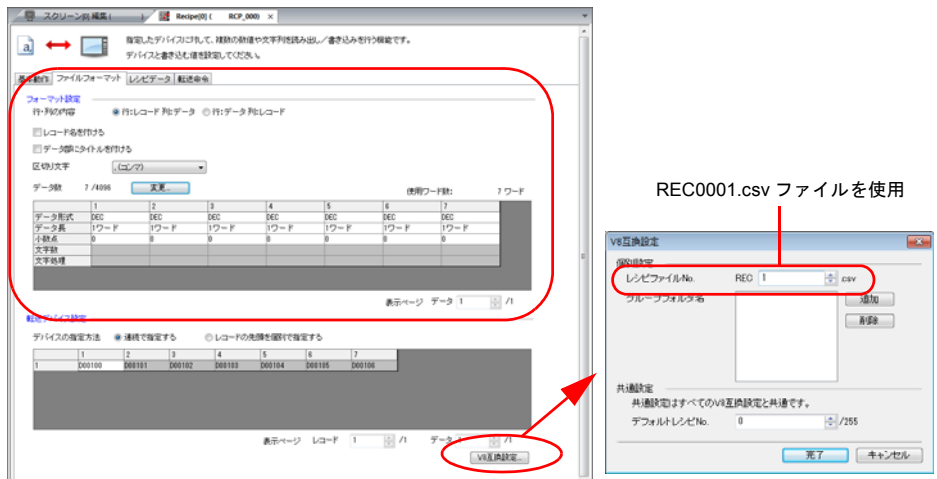 スクリーン[0] 編集 (
Recipe[0] ( RCP_000) ×
指定したデバイスに対して、複数の数値や文字列を読み出し／書き込みを行う機能です。
デバイスと書き込む値を設定してください。
基本動作 ファイルフォーマット レシピデータ 転送命令
フォーマット設定
行・列の内容 行:レコード 列:データ 行:データ 列:レコード
レコード名を付ける
データ順にタイトルを付ける
区切り文字 ,(コンマ)
データ数 7 /4096 変更... 使用ワード数: 7 ワード
1 2 3 4 5 6 7
データ形式 DEC DEC DEC DEC DEC DEC DEC
データ長 1ワード 1ワード 1ワード 1ワード 1ワード 1ワード 1ワード
小数点 0 0 0 0 0 0 0
文字数
文字処理
表示ページ データ 1 /1
転送デバイス設定
デバイスの指定方法 連続で指定する レコードの先頭を個別で指定する
1 2 3 4 5 6 7
1 D00100 D00101 D00102 D00103 D00104 D00105 D00106
表示ページ レコード 1 /1 データ /1
V8互換設定...
REC0001.csv ファイルを使用
V8互換設定
個別設定
レシピファイルNo. REC 1 csv
グループフォルダ名 追加
削除
共通設定
共通設定はすべてのV8互換設定と共通です。
デフォルトレシピNo. 0 /255
完了 キャンセル